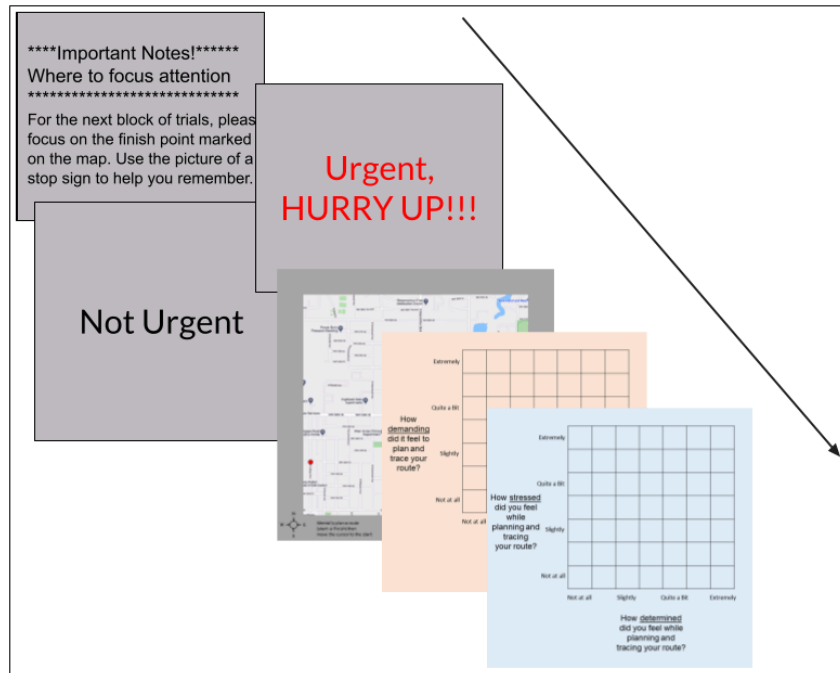 ****Important Notes!******
Where to focus attention
*****************************
For the next block of trials, pleas
focus on the finish point marked
on the map. Use the picture of a
stop sign to help you remember.
Urgent,
HURRY UP!!!
Not Urgent
Extremely
Quite a Bit
Slightly
Not at all
How
demanding
did it feel to
plan and
trace your
route?
Not at all
Extremely
Quite a Bit
Slightly
Not at all
How stressed
did you feel
while
planning and
tracing
your route?
Not at all
Slightly
Quite a Bit
Extremely
How determined
did you feel while
planning and
tracing your route?